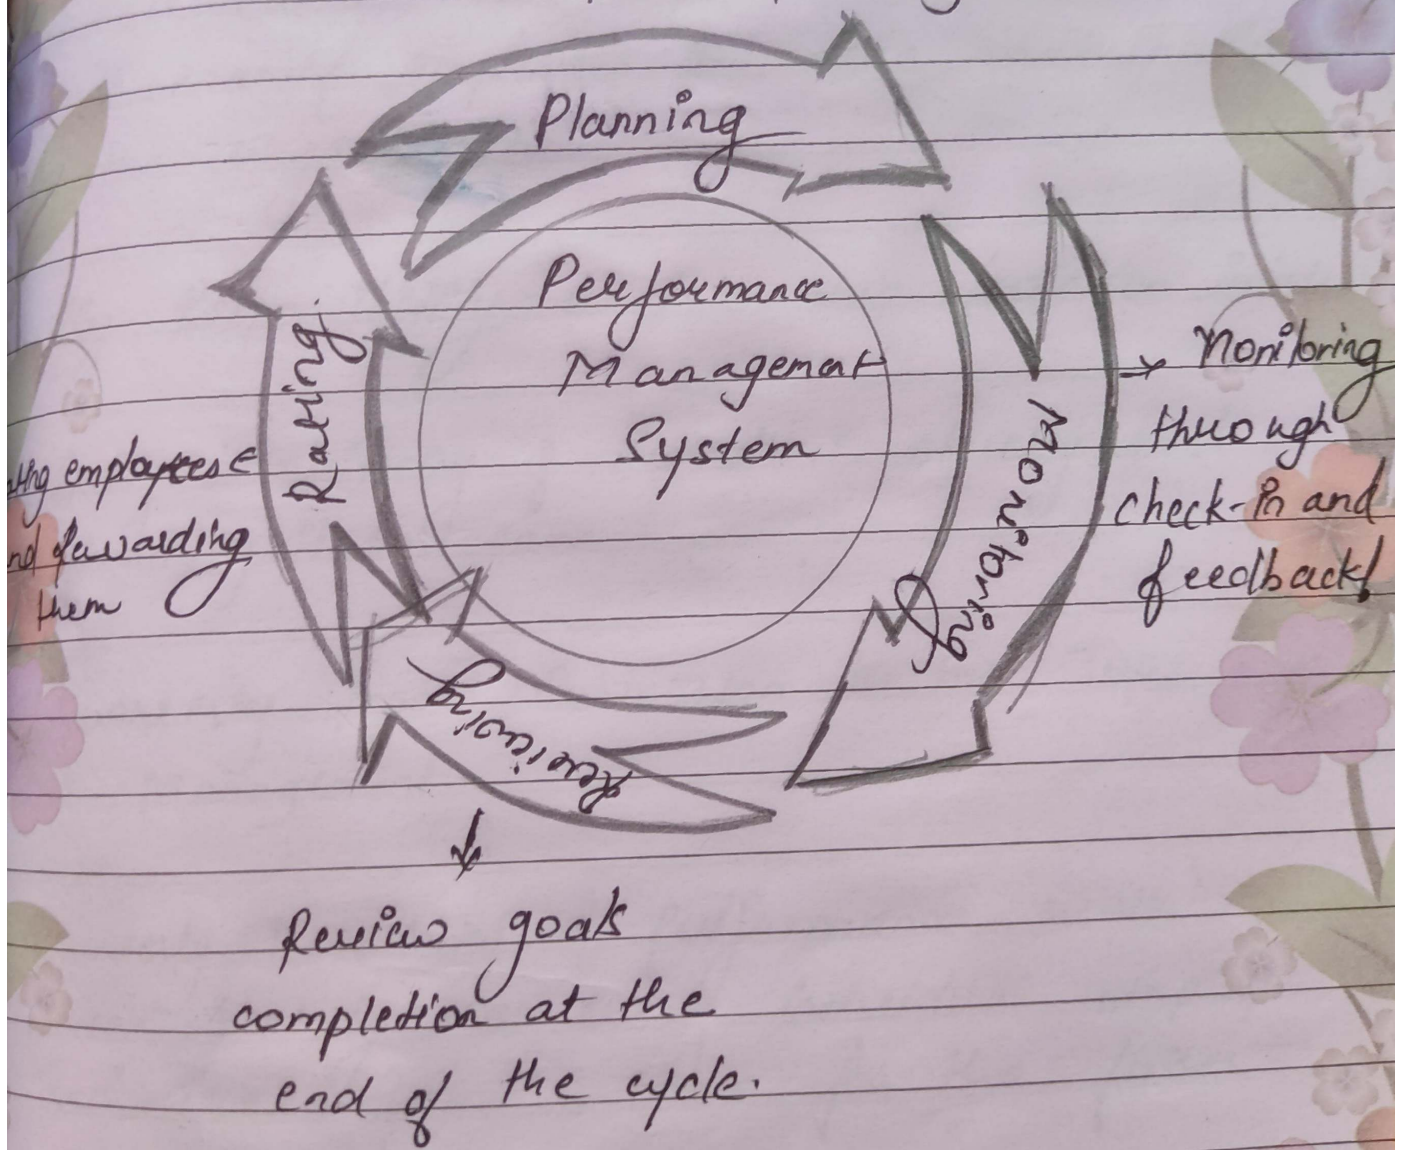 Planning
Performance
Management
System
Monitoring
Monitoring
through
check-in and
feedback
Rating
employees
rewarding
them
Reviewing
Review goals
completion at the
end of the cycle.